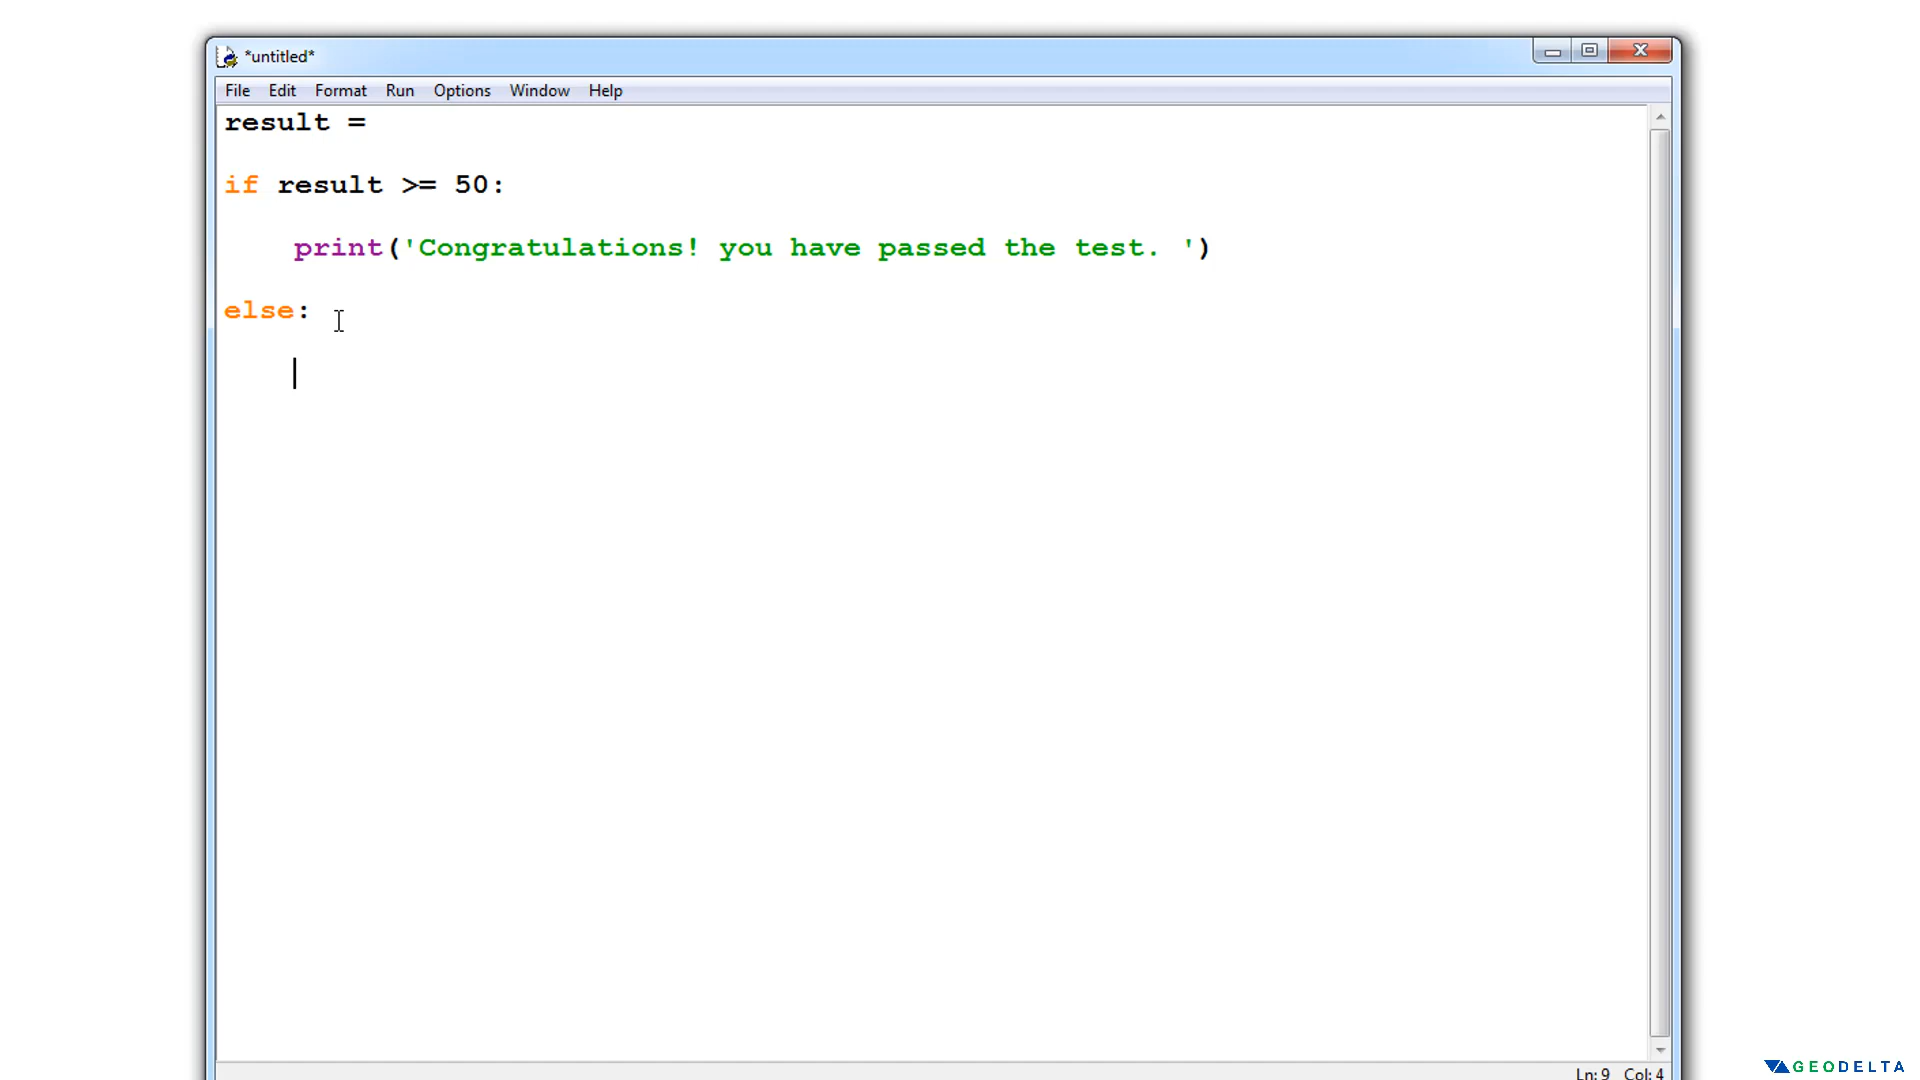 *untitled*
File Edit Format Run Options Window Help
result =
if result >= 50:
print('Congratulations! you have passed the test. ')
else:
Ln: 9 Col: 4
GEODELTA